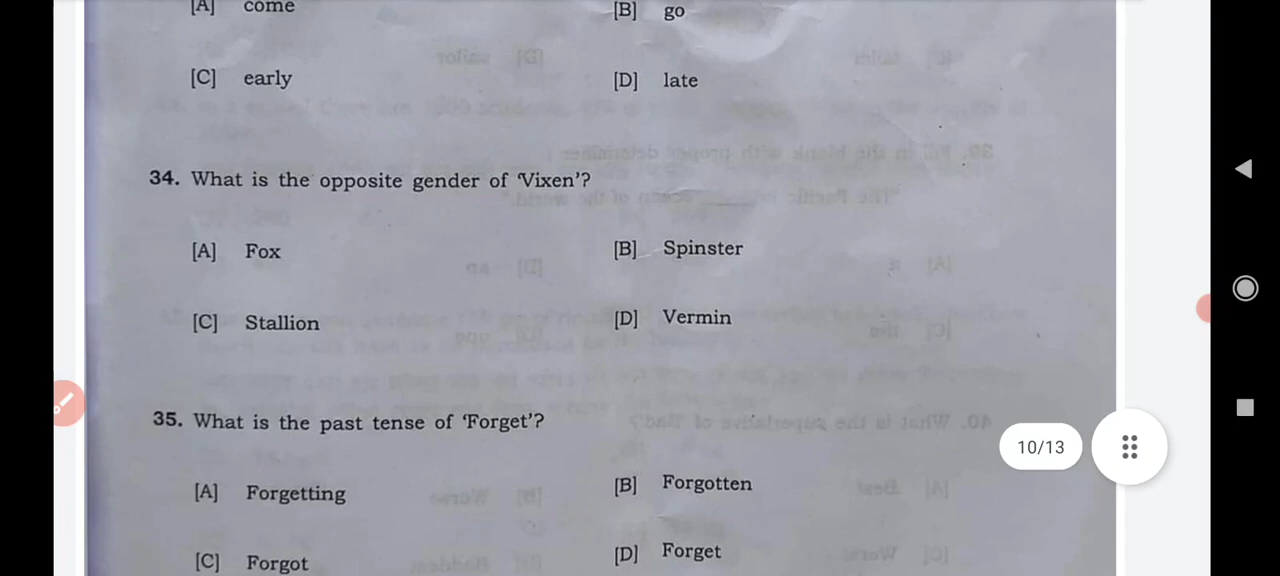 [A] come [B] go
[C] early [D] late
34. What is the opposite gender of 'Vixen'?
[A] Fox [B] Spinster
[C] Stallion [D] Vermin
35. What is the past tense of 'Forget'?
[A] Forgetting [B] Forgotten
[C] Forgot [D] Forget
10/13